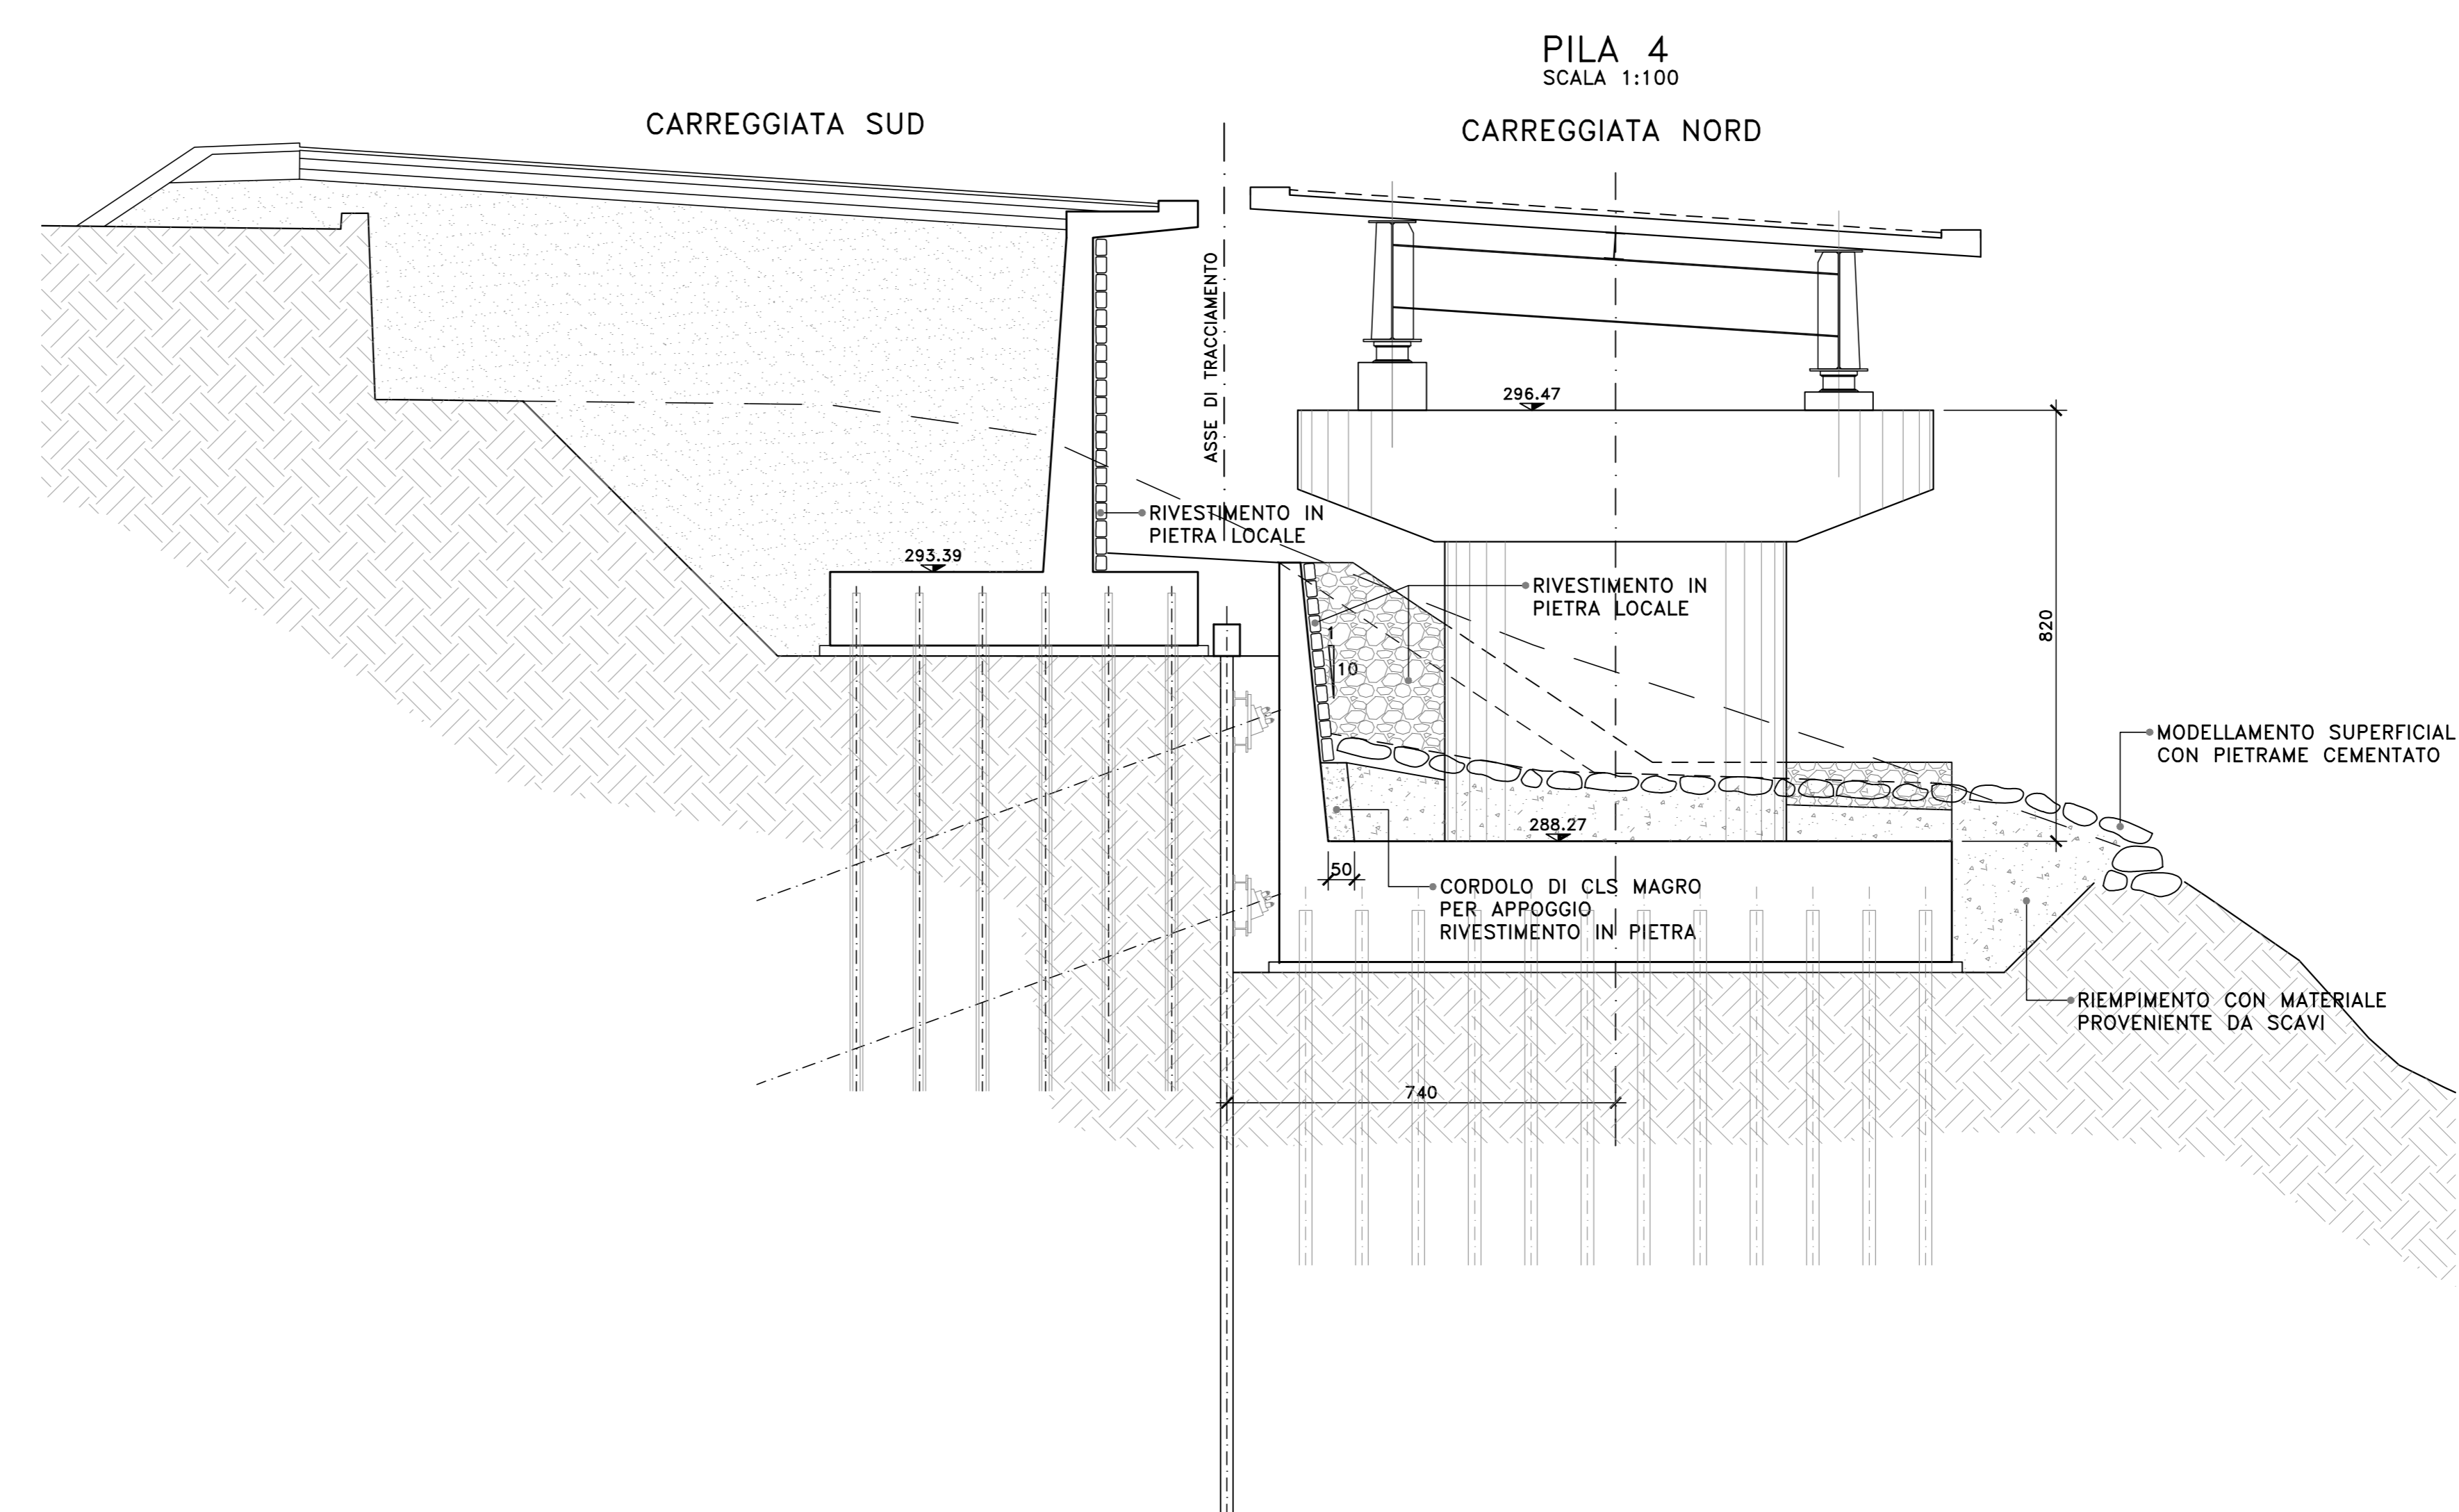 PILA 4
SCALA 1:100
CARREGGIATA SUD
CARREGGIATA NORD
ASSE DI TRACCIAMENTO
296.47
RIVESTIMENTO IN
PIETRA LOCALE
293.39
RIVESTIMENTO IN
PIETRA LOCALE
820
1
10
MODELLAMENTO SUPERFICIAL
CON PIETRAME CEMENTATO
288.27
50
CORDOLO DI CLS MAGRO
PER APPOGGIO
RIVESTIMENTO IN PIETRA
RIEMPIMENTO CON MATERIALE
PROVENIENTE DA SCAVI
740